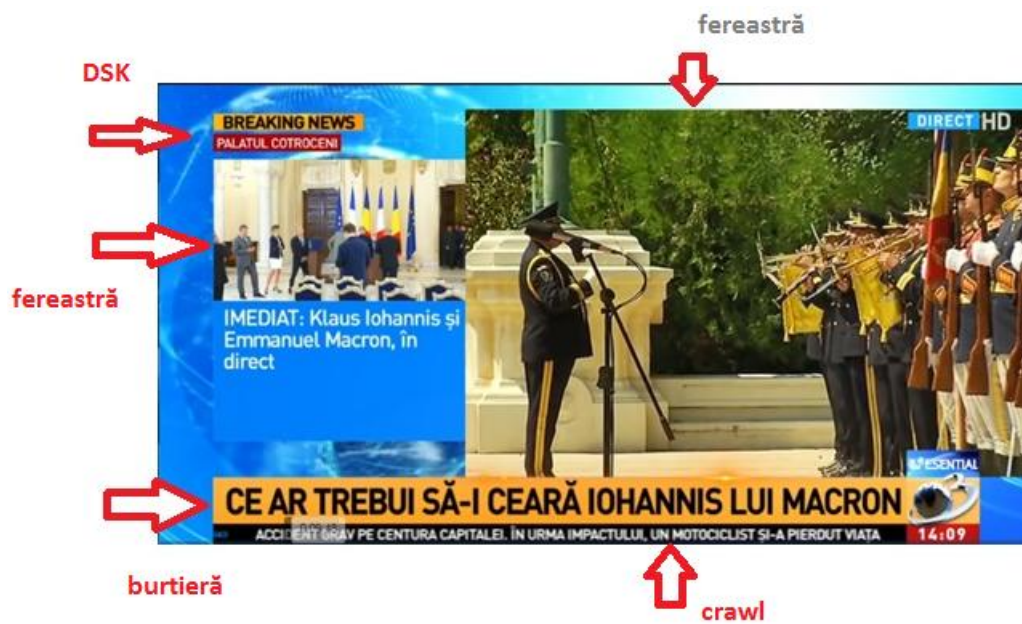 fereastră
DSK
BREAKING NEWS
PALATUL COTROCENI
DIRECT HD
fereastră
IMEDIAT: Klaus Iohannis și
Emmanuel Macron, în
direct
ESENTIAL
CE AR TREBUI SĂ-I CEARĂ IOHANNIS LUI MACRON
3
ACCIDENT GRAV PE CENTURA CAPITALEI. ÎN URMA IMPACTULUI, UN MOTOCICLIST ȘI-A PIERDUT VIAȚA
14:09
burtieră
crawl